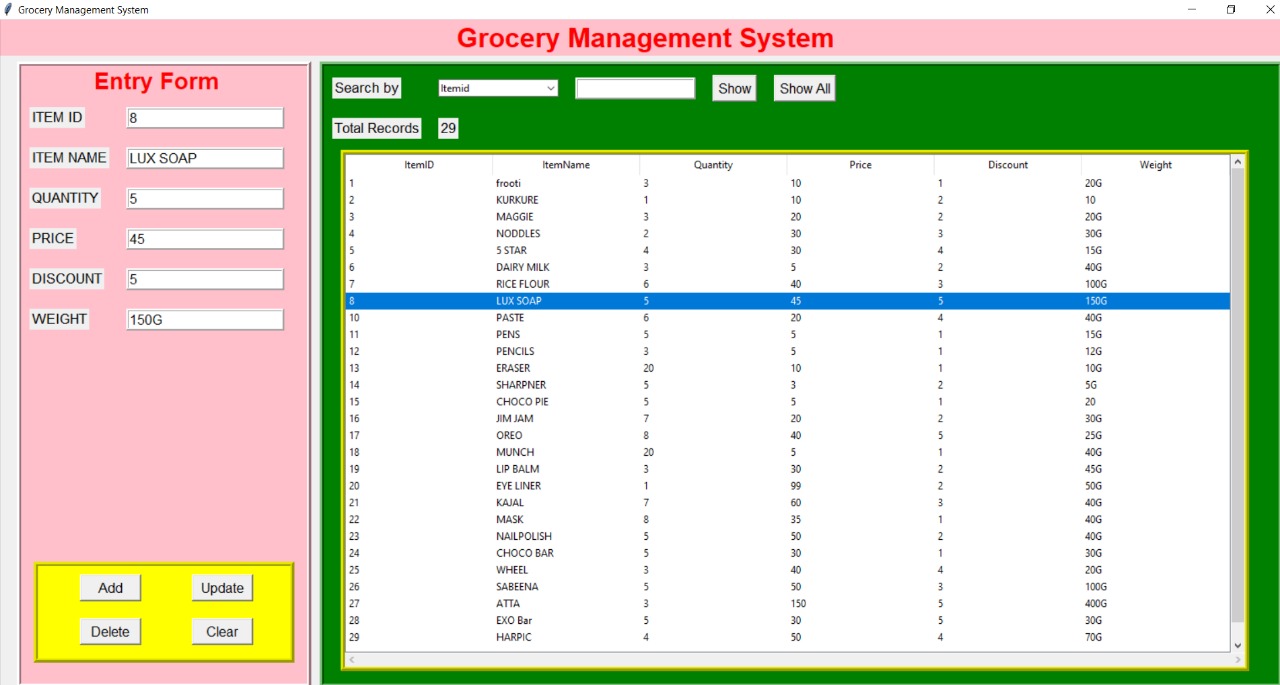 Grocery Management System
Grocery Management System
Entry Form
ITEM ID 8
ITEM NAME LUX SOAP
QUANTITY 5
PRICE 45
DISCOUNT 5
WEIGHT 150G
Add Update
Delete Clear
Search by Itemid Show Show All
Total Records 29
ItemID ItemName Quantity Price Discount Weight
1 frooti 3 10 1 20G
2 KURKURE 1 10 2 10
3 MAGGIE 3 20 2 20G
4 NODDLES 2 30 3 30G
5 5 STAR 4 30 4 15G
6 DAIRY MILK 3 5 2 40G
7 RICE FLOUR 6 40 3 100G
8 LUX SOAP 5 45 5 150G
10 PASTE 6 20 4 40G
11 PENS 5 5 1 15G
12 PENCILS 3 5 1 12G
13 ERASER 20 10 1 10G
14 SHARPNER 5 3 2 5G
15 CHOCO PIE 5 5 1 20
16 JIM JAM 7 20 2 30G
17 OREO 8 40 5 25G
18 MUNCH 20 5 1 40G
19 LIP BALM 3 30 2 45G
20 EYE LINER 1 99 2 50G
21 KAJAL 7 60 3 40G
22 MASK 8 35 1 40G
23 NAILPOLISH 5 50 2 40G
24 CHOCO BAR 5 30 1 30G
25 WHEEL 3 40 4 20G
26 SABEENA 5 50 3 100G
27 ATTA 3 150 5 400G
28 EXO Bar 5 30 5 30G
29 HARPIC 4 50 4 70G